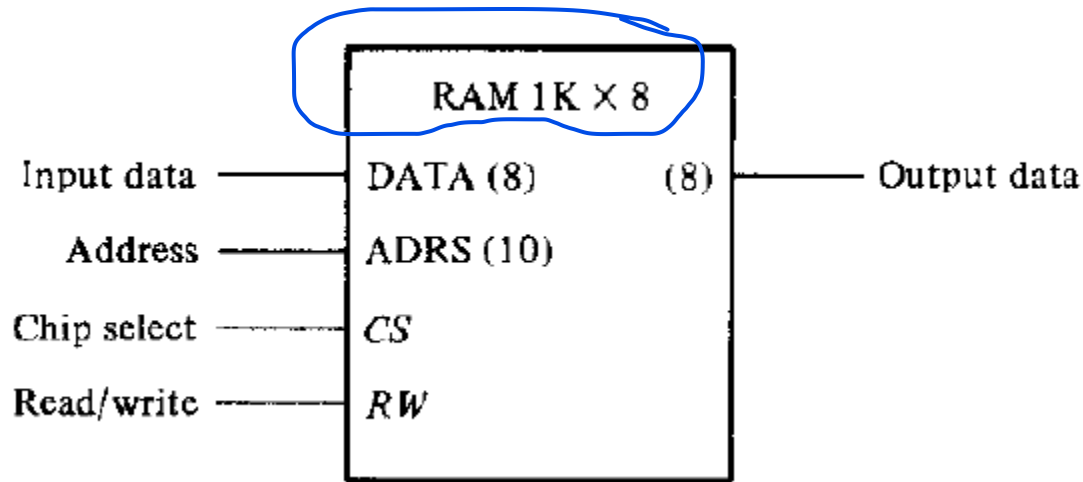 RAM 1K × 8
Input data DATA (8) (8) Output data
Address ADRS (10)
Chip select CS
Read/write RW